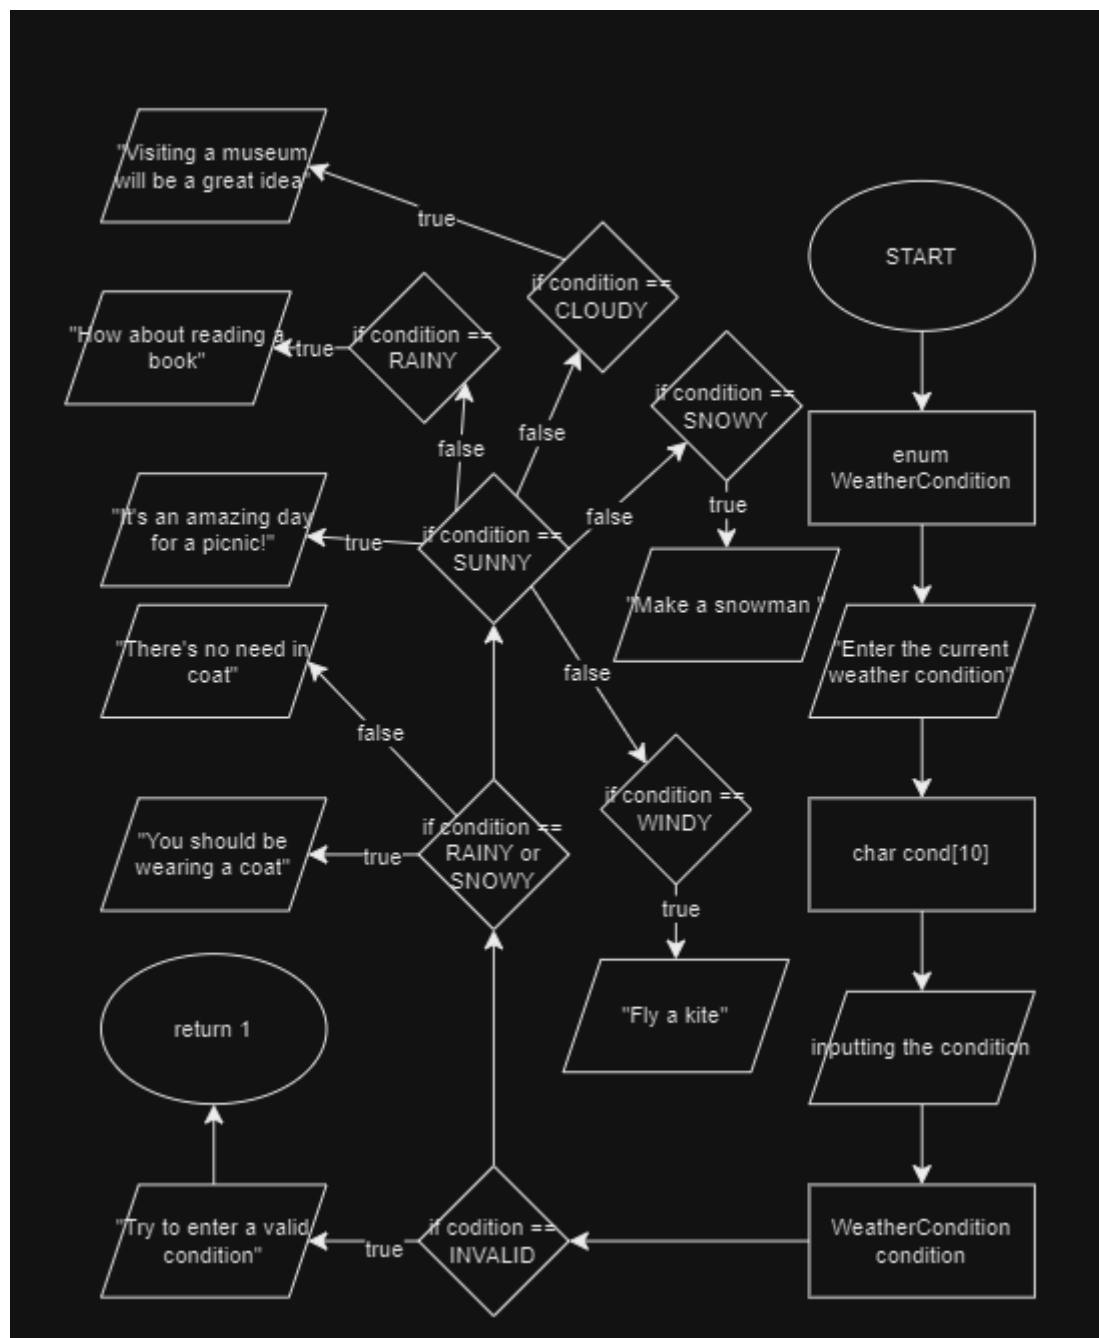 START
enum
WeatherCondition
"Enter the current
weather condition"
char cond[10]
inputting the condition
WeatherCondition
condition
if codition ==
INVALID
true
"Try to enter a valid
condition"
return 1
if condition ==
RAINY or
SNOWY
true
"You should be
wearing a coat"
false
"There's no need in
coat"
if condition ==
SUNNY
true
"It's an amazing day
for a picnic!"
false
if condition ==
RAINY
true
"How about reading a
book"
false
if condition ==
CLOUDY
true
"Visiting a museum
will be a great idea"
false
if condition ==
SNOWY
true
"Make a snowman "
false
if condition ==
WINDY
true
"Fly a kite"